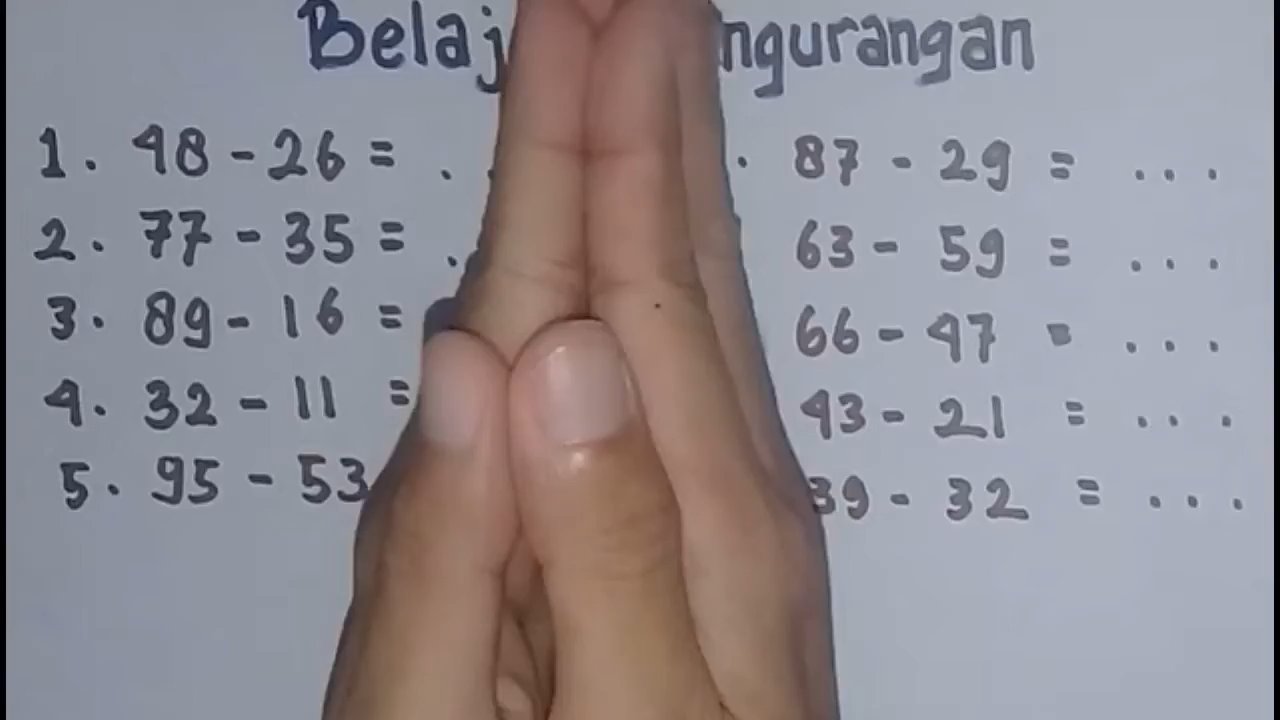 Belaj ngurangan
1. 48 - 26 = .
2. 77 - 35 = .
3. 89 - 16 =
4. 32 - 11 =
5. 95 - 53
. 87 - 29 = ...
63 - 59 = ...
66 - 47 = ...
43 - 21 = ...
39 - 32 = ...